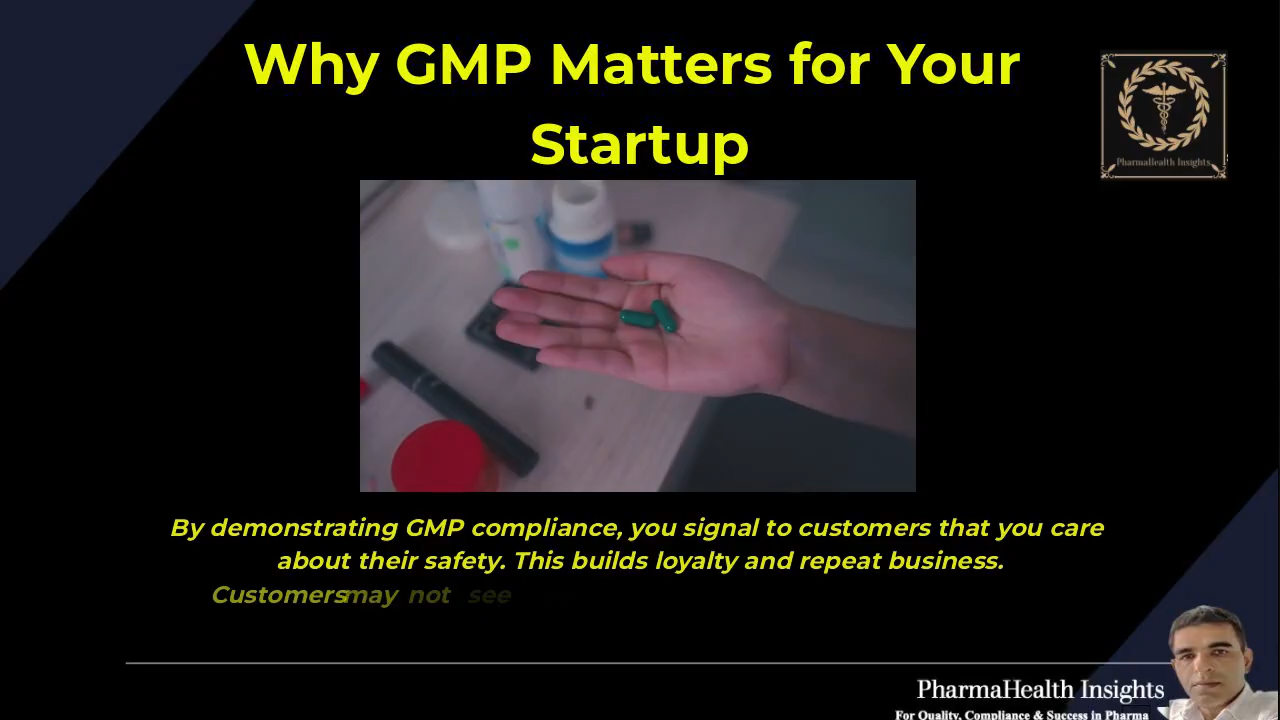 Why GMP Matters for Your
Startup
PharmaHealth Insights
By demonstrating GMP compliance, you signal to customers that you care
about their safety. This builds loyalty and repeat business.
Customers may not see
PharmaHealth Insights
For Quality, Compliance & Success in Pharma